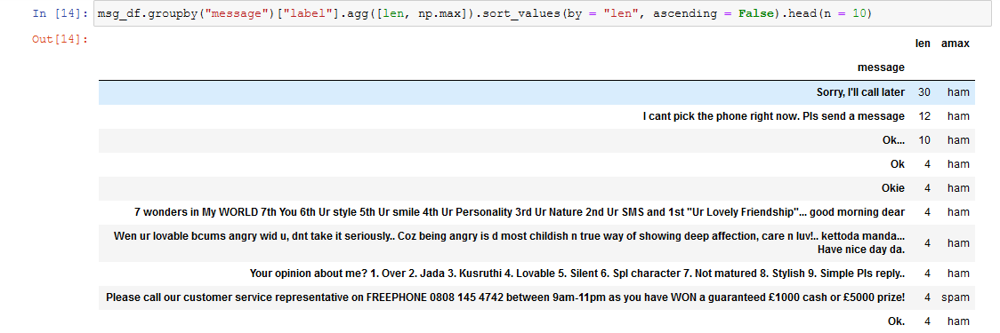 In [14]: msg_df.groupby("message")["label"].agg([len, np.max]).sort_values(by = "len", ascending = False).head(n = 10)
Out[14]:
len amax
message
Sorry, I'll call later 30 ham
I cant pick the phone right now. Pls send a message 12 ham
Ok... 10 ham
Ok 4 ham
Okie 4 ham
7 wonders in My WORLD 7th You 6th Ur style 5th Ur smile 4th Ur Personality 3rd Ur Nature 2nd Ur SMS and 1st "Ur Lovely Friendship"... good morning dear 4 ham
Wen ur lovable bcums angry wid u, dnt take it seriously.. Coz being angry is d most childish n true way of showing deep affection, care n luv!.. kettoda manda...
Have nice day da. 4 ham
Your opinion about me? 1. Over 2. Jada 3. Kusruthi 4. Lovable 5. Silent 6. Spl character 7. Not matured 8. Stylish 9. Simple Pls reply.. 4 ham
Please call our customer service representative on FREEPHONE 0808 145 4742 between 9am-11pm as you have WON a guaranteed £1000 cash or £5000 prize! 4 spam
Ok. 4 ham